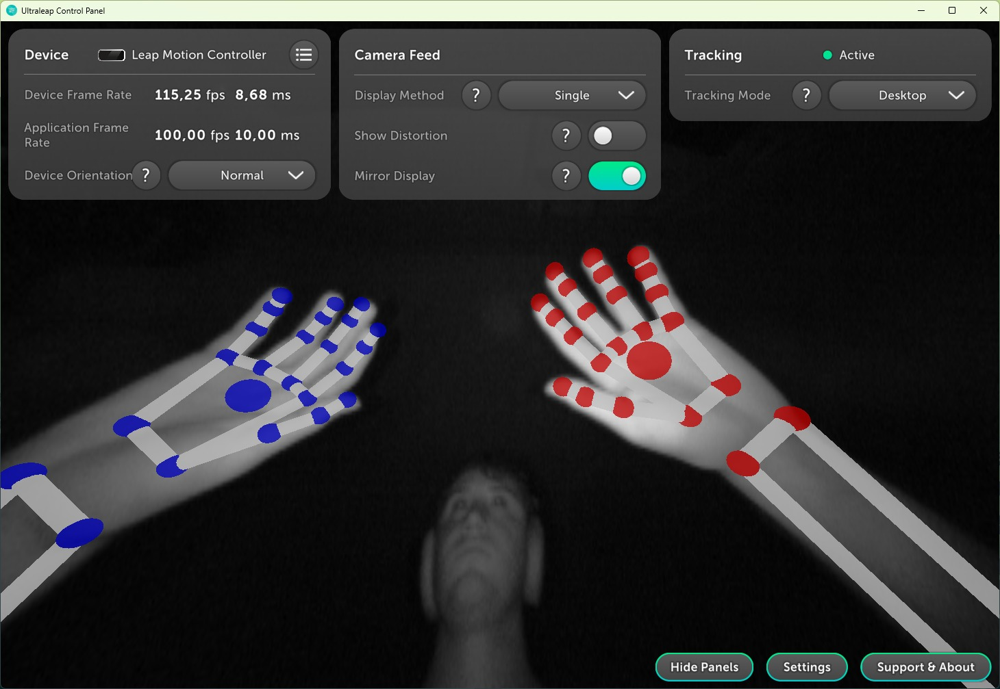 Ultraleap Control Panel
Device
Leap Motion Controller
Device Frame Rate
115,25 fps 8,68 ms
Application Frame
Rate
100,00 fps 10,00 ms
Device Orientation
?
Normal
Camera Feed
Display Method
?
Single
Show Distortion
?
Mirror Display
?
Tracking
Active
Tracking Mode
?
Desktop
Hide Panels
Settings
Support & About